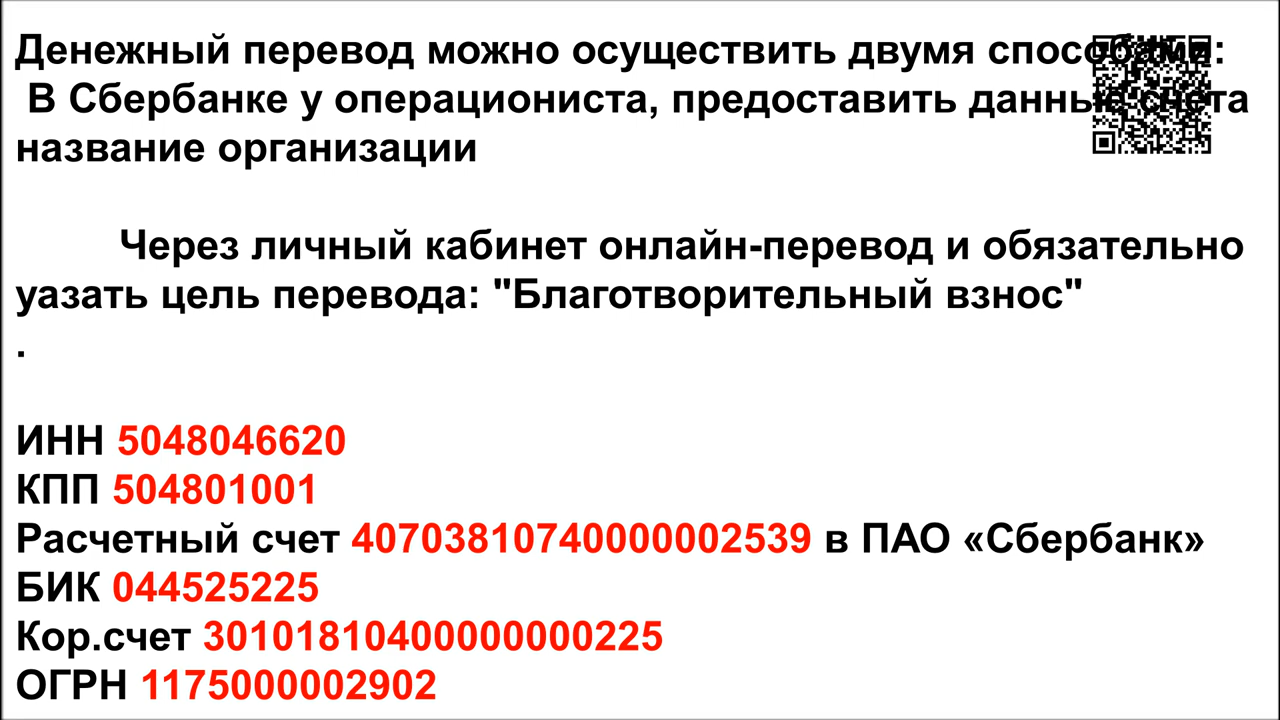 Денежный перевод можно осуществить двумя способами:
В Сбербанке у операциониста, предоставить данные счета
название организации
Через личный кабинет онлайн-перевод и обязательно
уазать цель перевода: "Благотворительный взнос"
.
ИНН 5048046620
КПП 504801001
Расчетный счет 40703810740000002539 в ПАО «Сбербанк»
БИК 044525225
Кор.счет 30101810400000000225
ОГРН 1175000002902